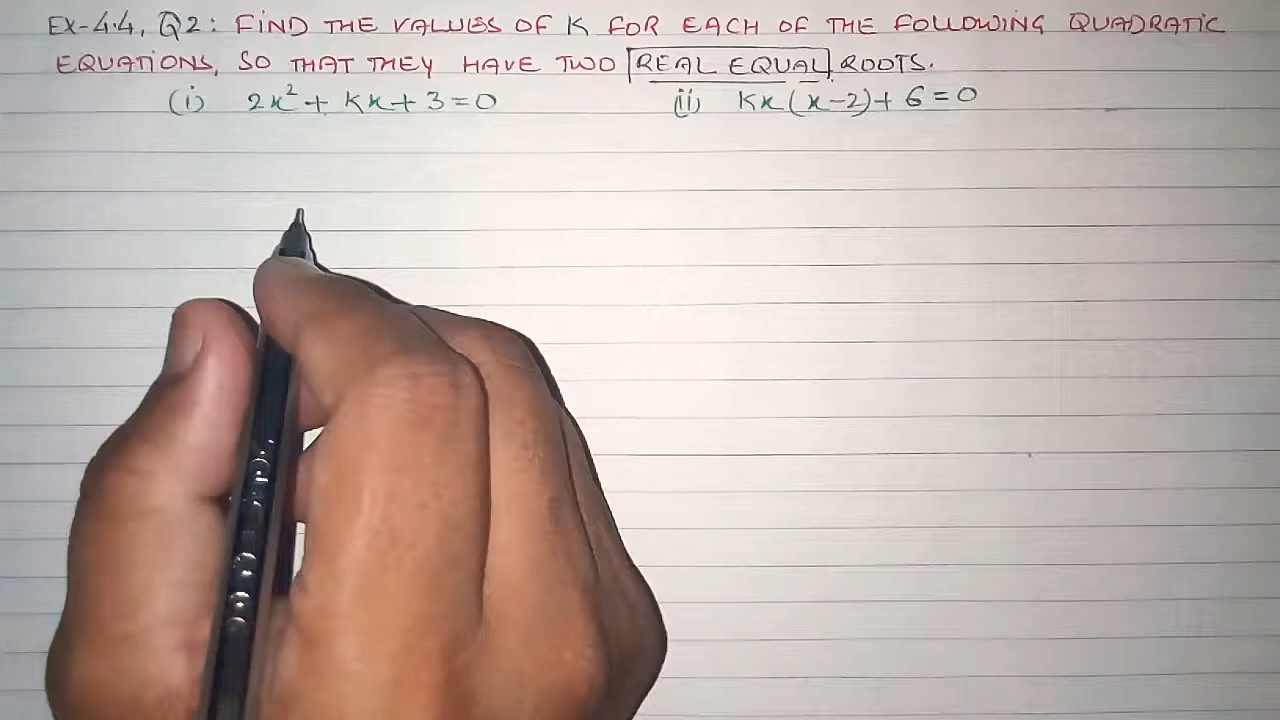 EX-4.4, Q2: FIND THE VALUES OF K FOR EACH OF THE FOLLOWING QUADRATIC
EQUATIONS, SO THAT THEY HAVE TWO REAL EQUAL ROOTS.
(i) 2x²+ Kx+ 3=0 (ii) Kx(x-2)+ 6=0